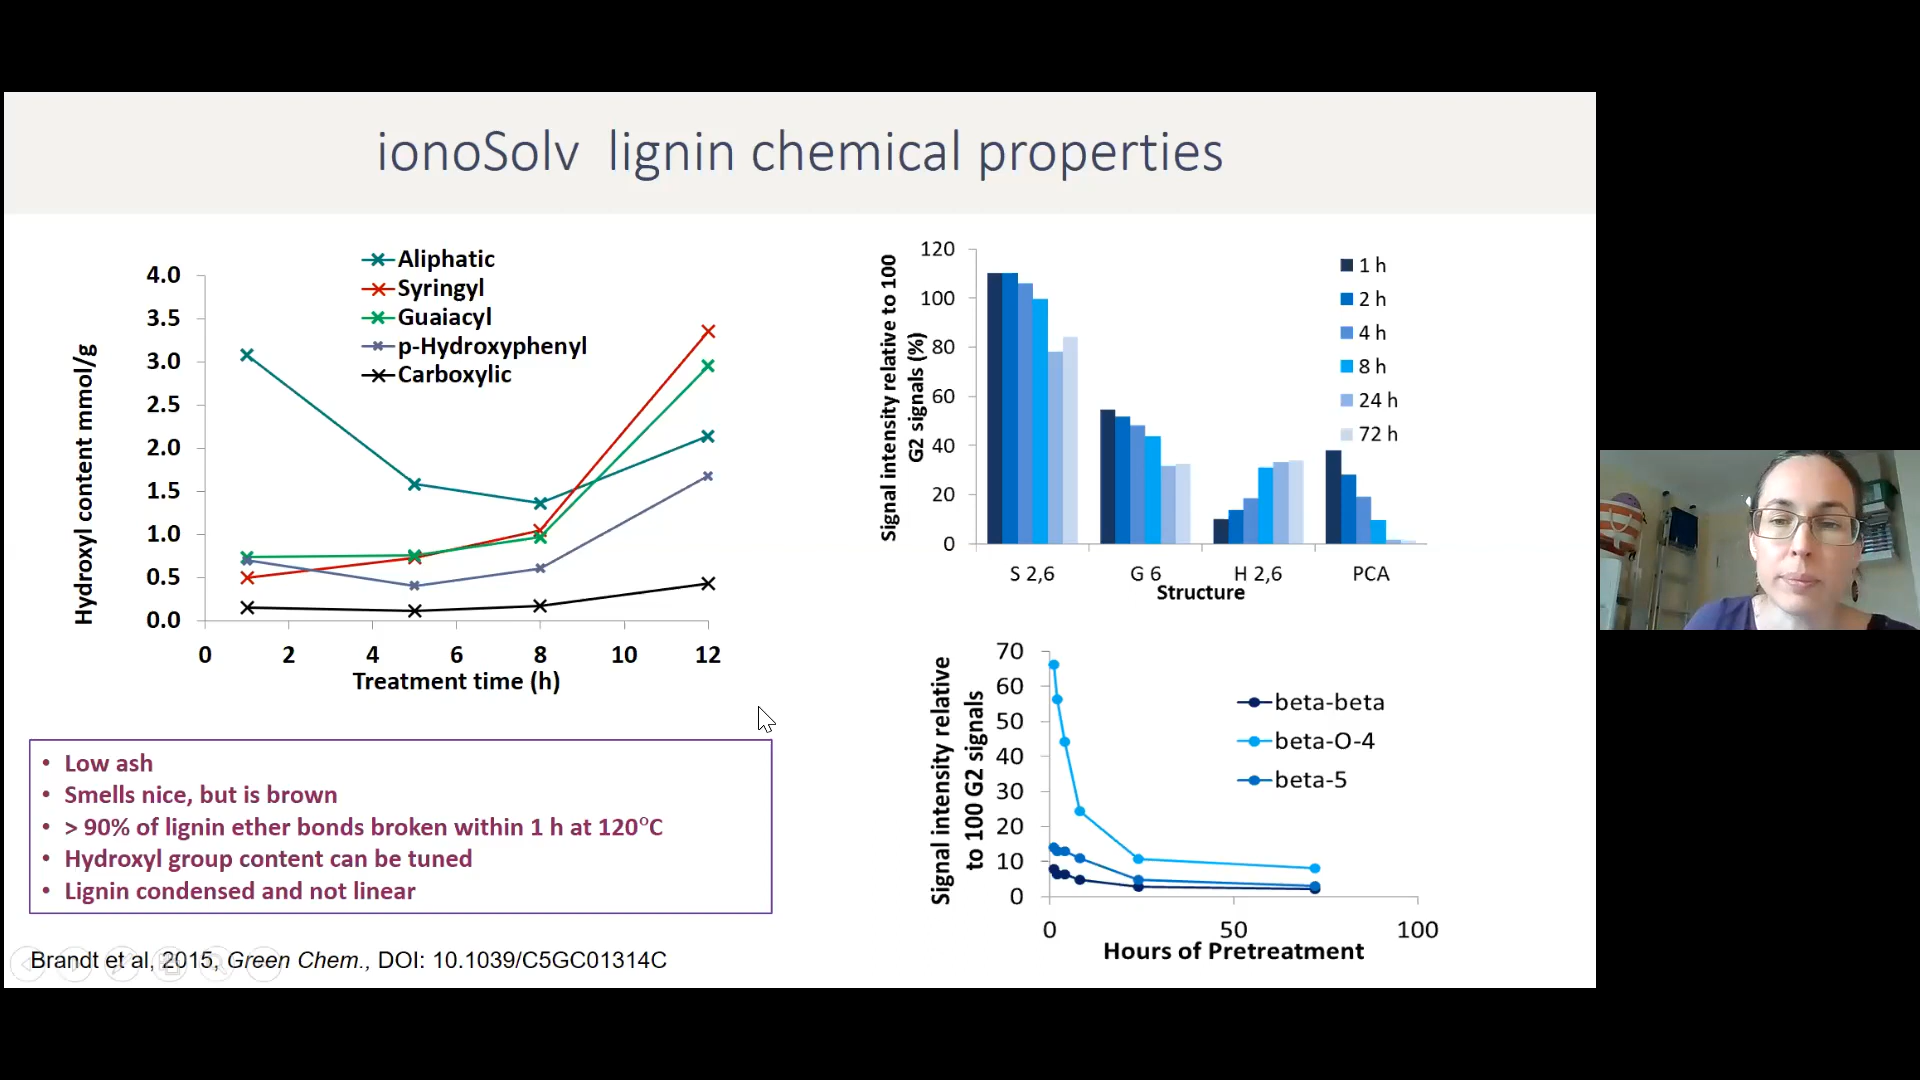 ionoSolv lignin chemical properties
Aliphatic
Syringyl
Guaiacyl
p-Hydroxyphenyl
Carboxylic
Hydroxyl content mmol/g
4.0
3.5
3.0
2.5
2.0
1.5
1.0
0.5
0.0
0 2 4 6 8 10 12
Treatment time (h)
Signal intensity relative to 100
G2 signals (%)
120
100
80
60
40
20
0
1 h
2 h
4 h
8 h
24 h
72 h
S 2,6 G 6 H 2,6 PCA
Structure
Signal intensity relative
to 100 G2 signals
70
60
50
40
30
20
10
0
beta-beta
beta-O-4
beta-5
0 50 100
Hours of Pretreatment
• Low ash
• Smells nice, but is brown
• > 90% of lignin ether bonds broken within 1 h at 120°C
• Hydroxyl group content can be tuned
• Lignin condensed and not linear
Brandt et al, 2015, Green Chem., DOI: 10.1039/C5GC01314C